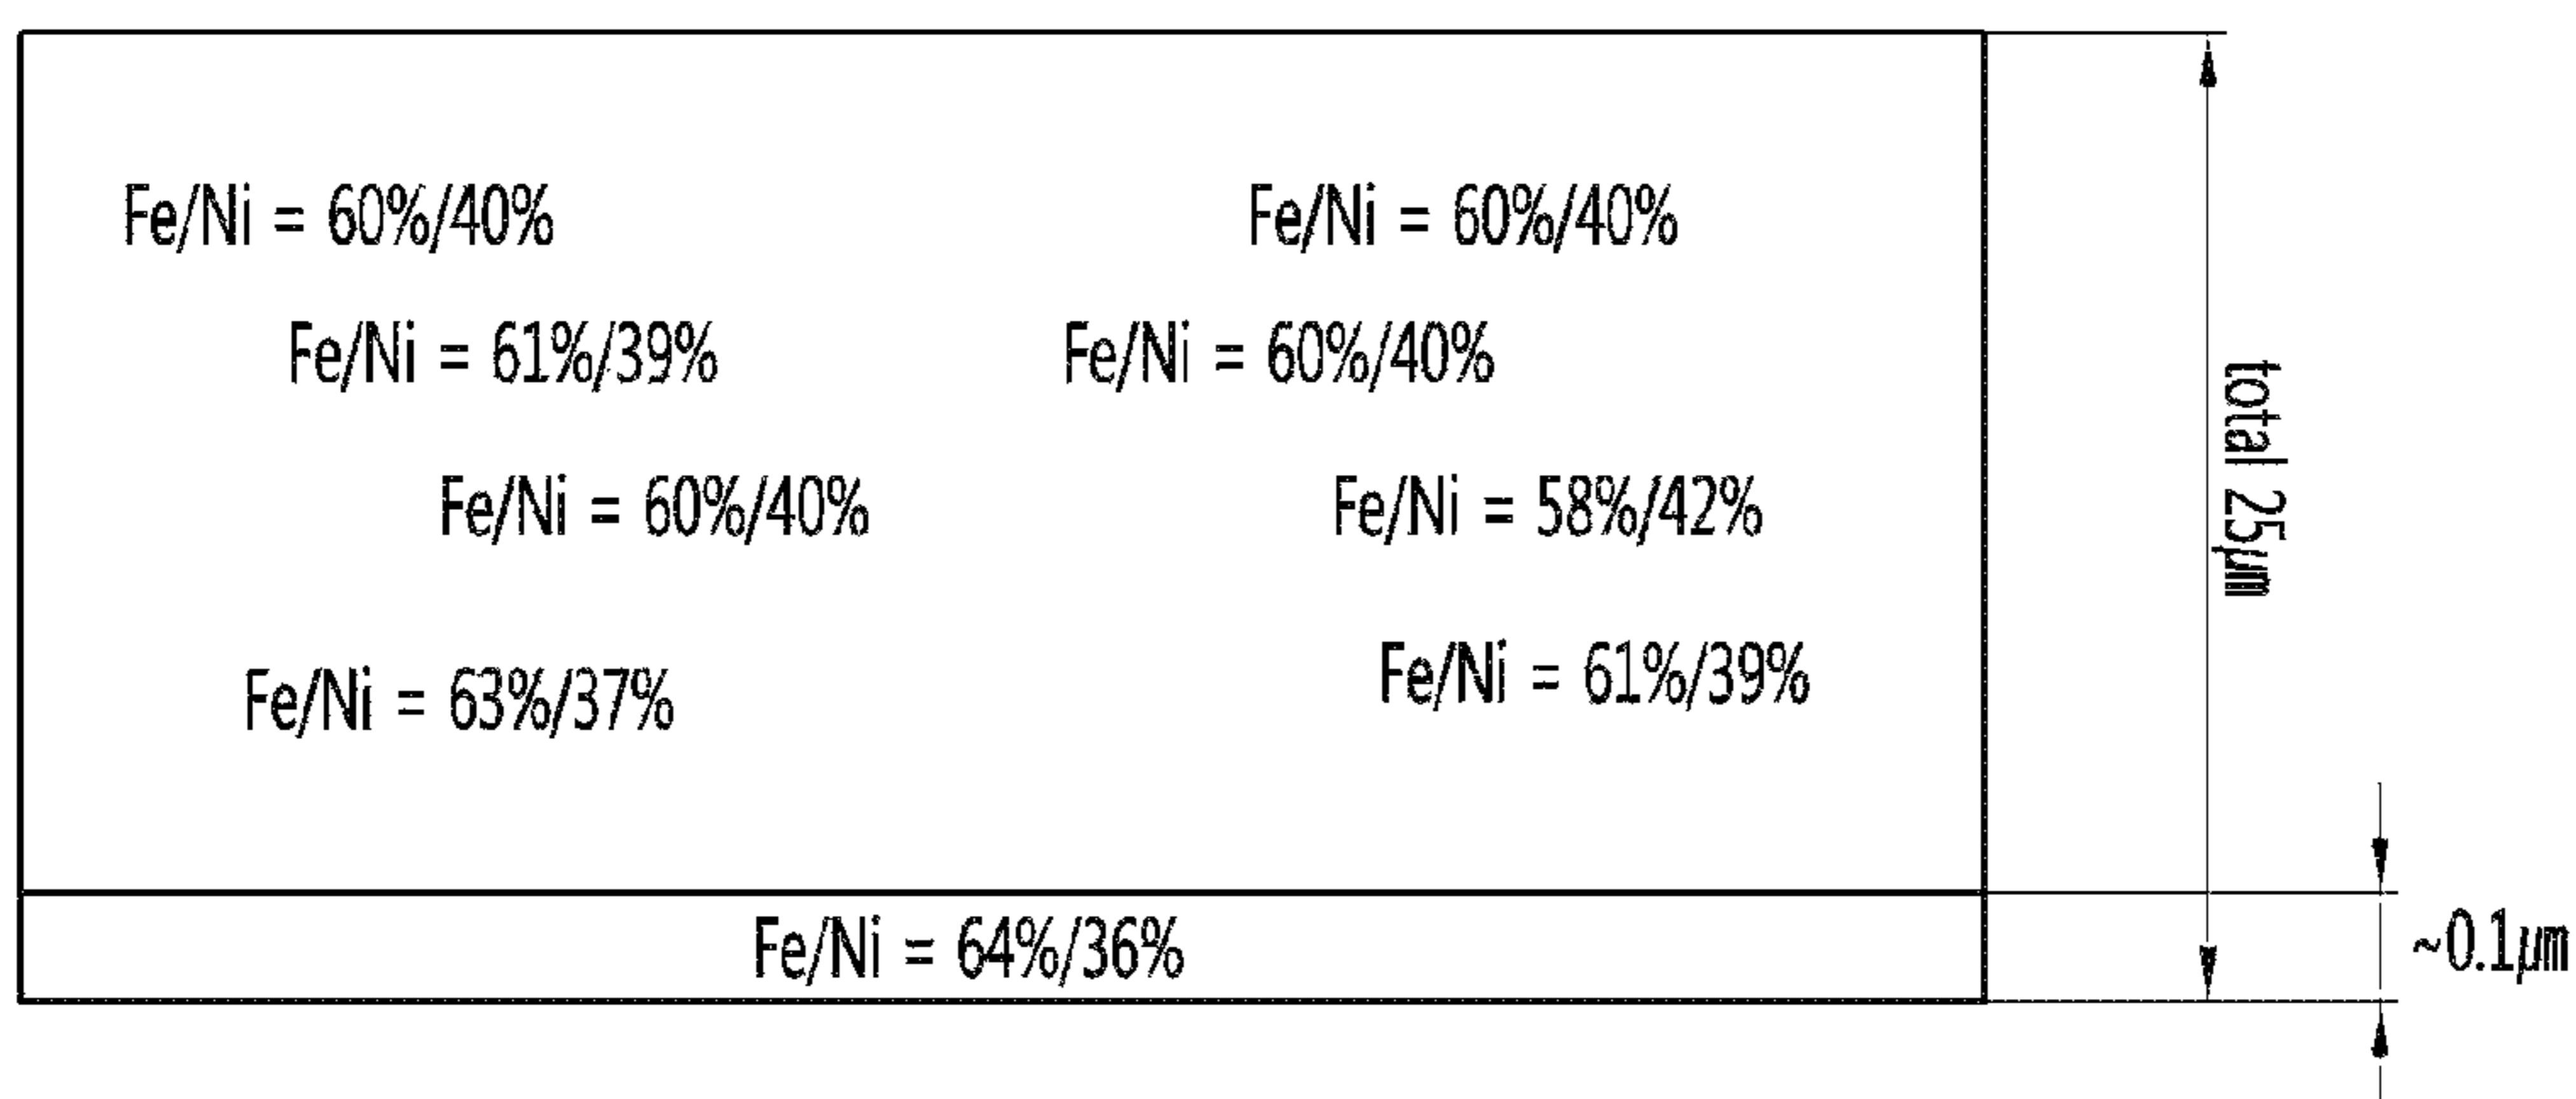 Fe/Ni = 60%/40%
Fe/Ni = 60%/40%
Fe/Ni = 61%/39%
Fe/Ni = 60%/40%
Fe/Ni = 60%/40%
Fe/Ni = 58%/42%
Fe/Ni = 63%/37%
Fe/Ni = 61%/39%
Fe/Ni = 64%/36%
total 25μm
~0.1μm